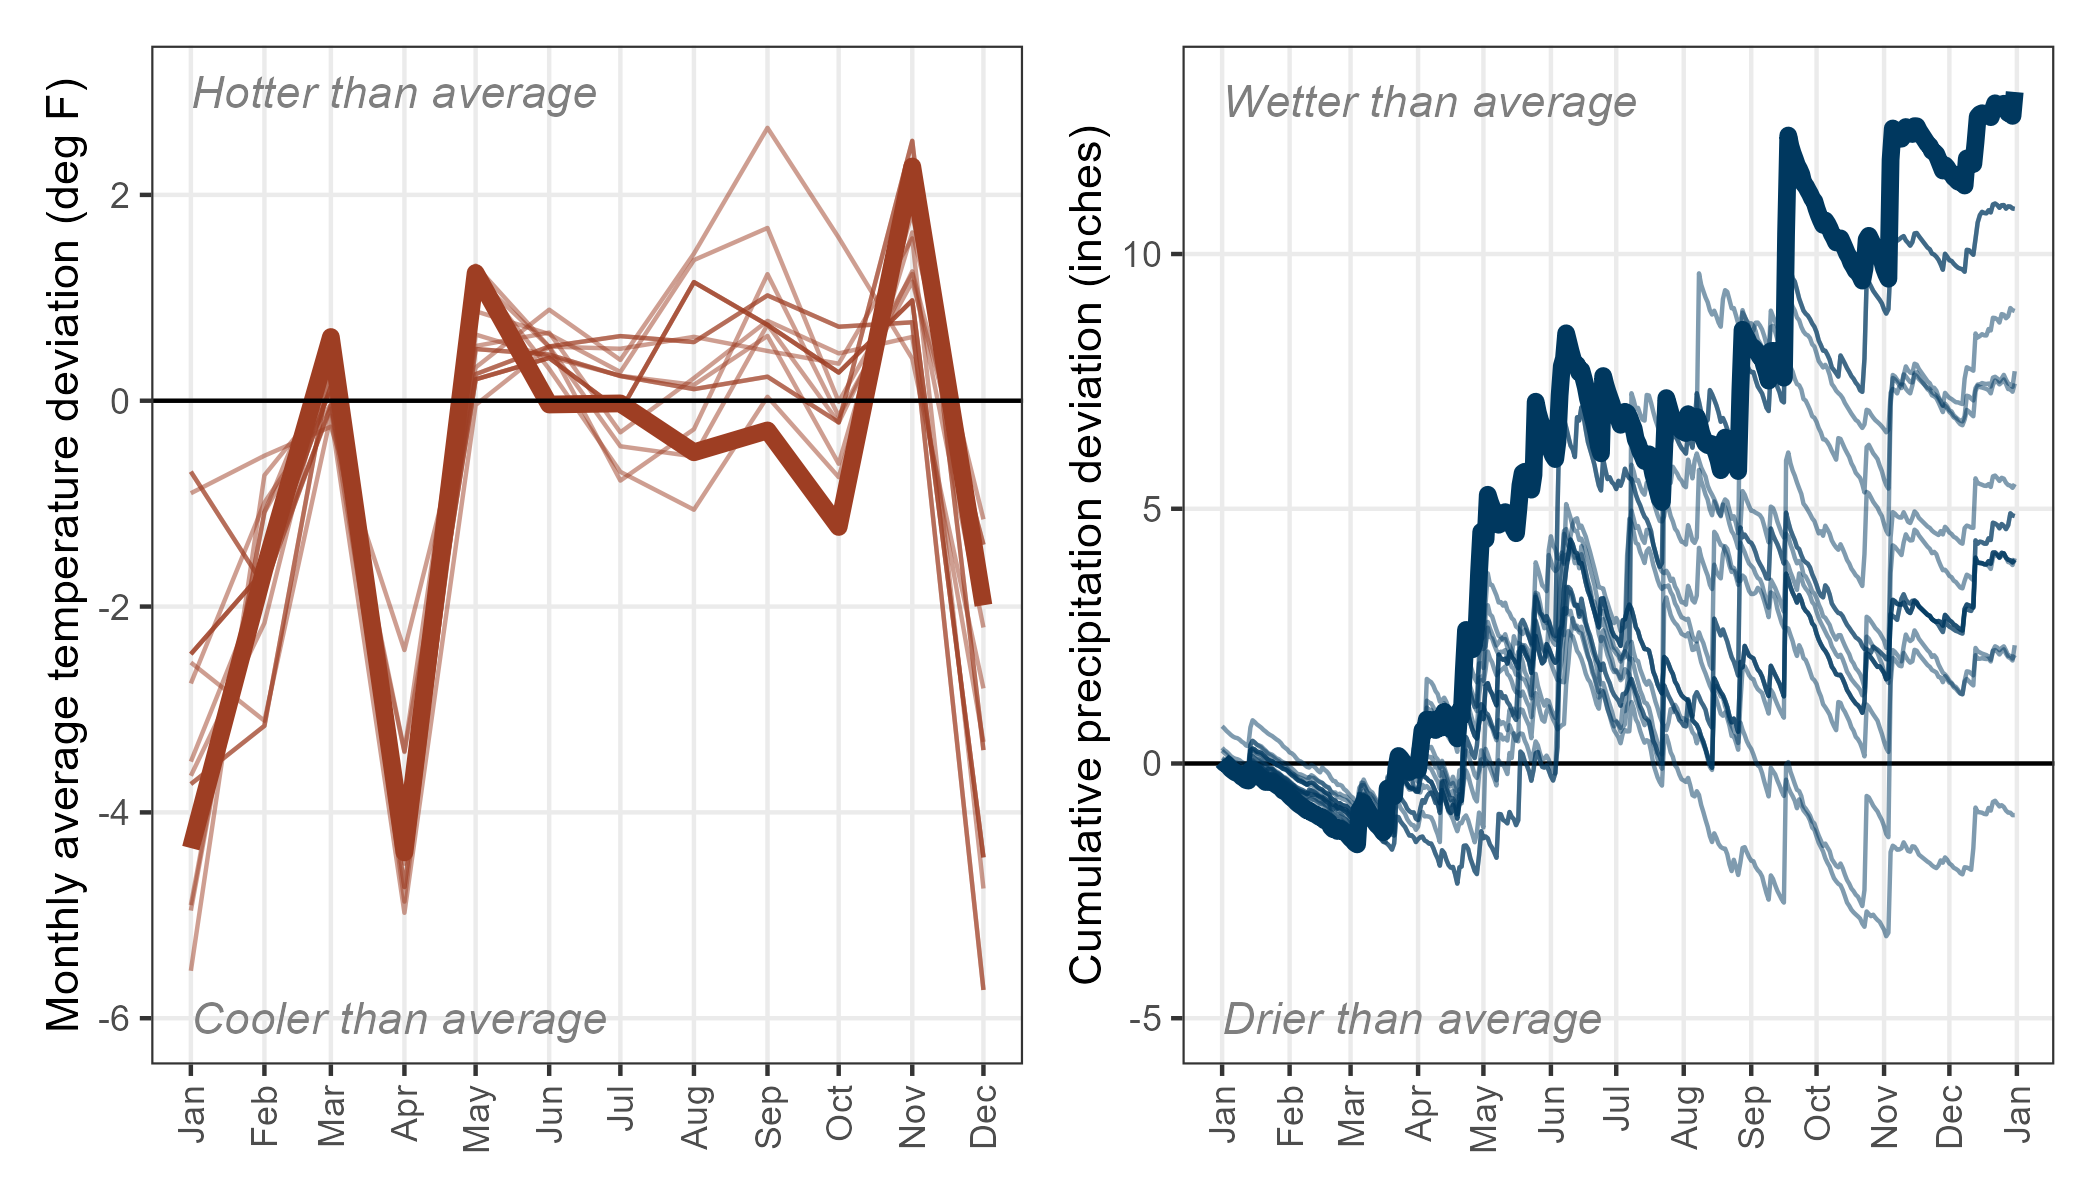 Monthly average temperature deviation (deg F)
Hotter than average
2
0
-2
-4
-6
Cooler than average
Jan
Feb
Mar
Apr
May
Jun
Jul
Aug
Sep
Oct
Nov
Dec
Cumulative precipitation deviation (inches)
Wetter than average
10
5
0
-5
Drier than average
Jan
Feb
Mar
Apr
May
Jun
Jul
Aug
Sep
Oct
Nov
Dec
Jan